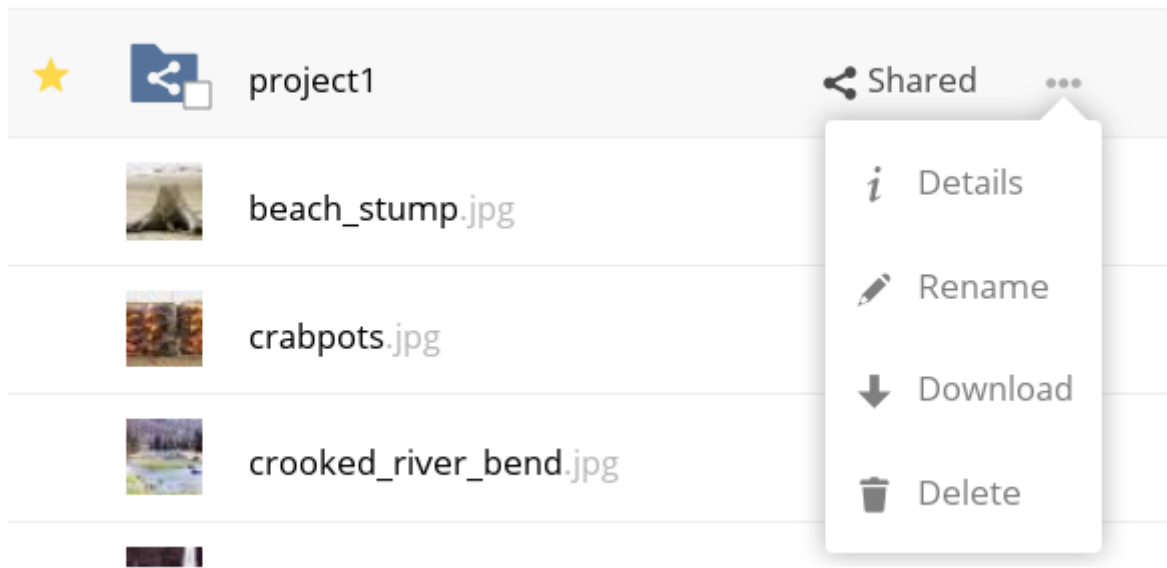 project1 Shared
Details
beach_stump.jpg
Rename
crabpots.jpg
Download
crooked_river_bend.jpg
Delete